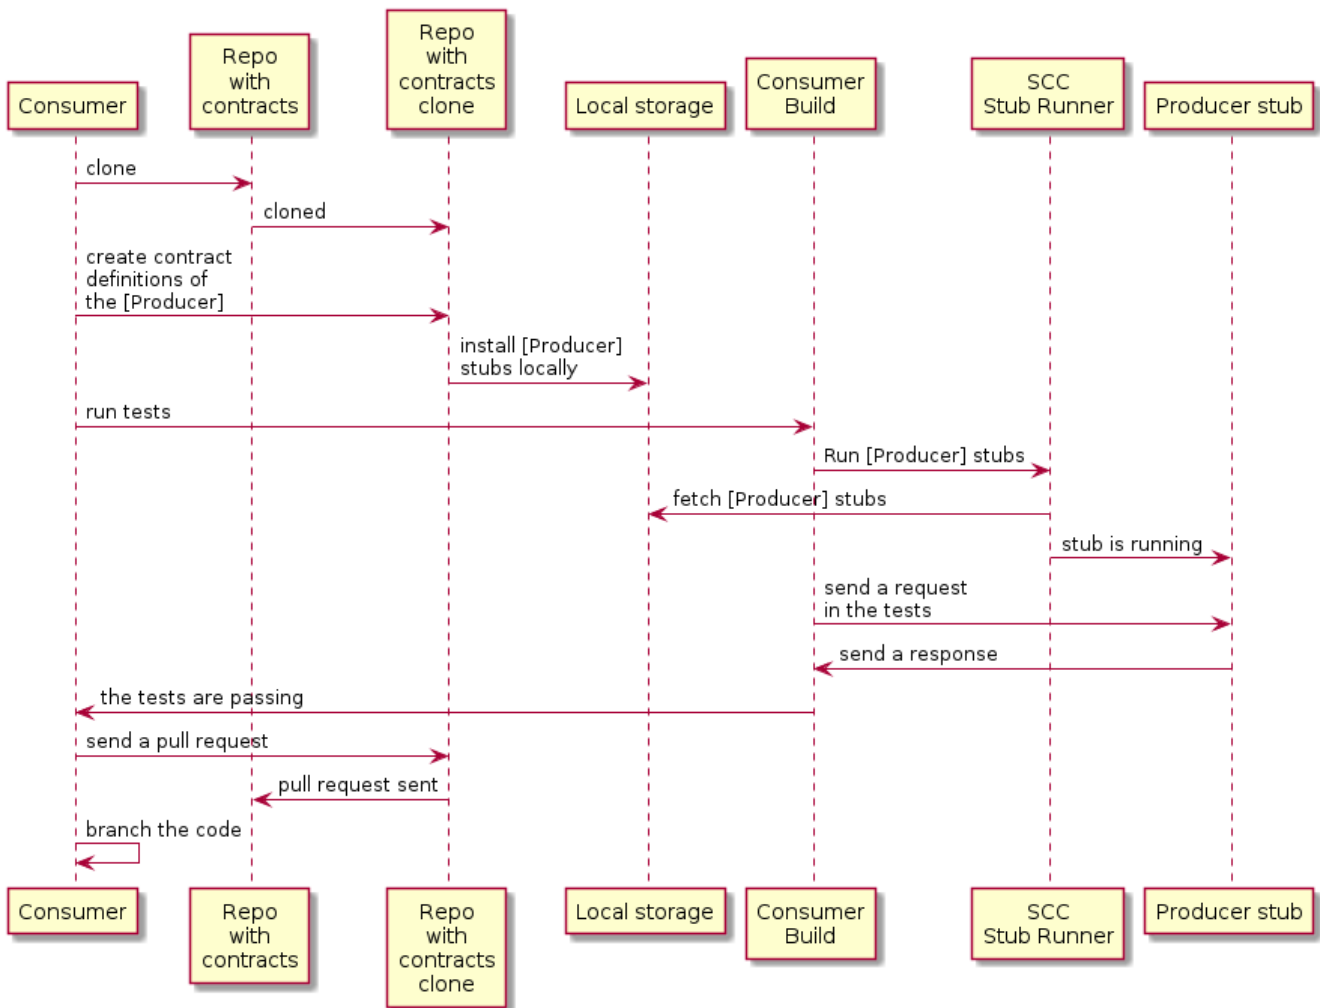 Consumer
Repo
with
contracts
Repo
with
contracts
clone
Local storage
Consumer
Build
SCC
Stub Runner
Producer stub
clone
cloned
create contract
definitions of
the [Producer]
install [Producer]
stubs locally
run tests
Run [Producer] stubs
fetch [Producer] stubs
stub is running
send a request
in the tests
send a response
the tests are passing
send a pull request
pull request sent
branch the code
Consumer
Repo
with
contracts
Repo
with
contracts
clone
Local storage
Consumer
Build
SCC
Stub Runner
Producer stub